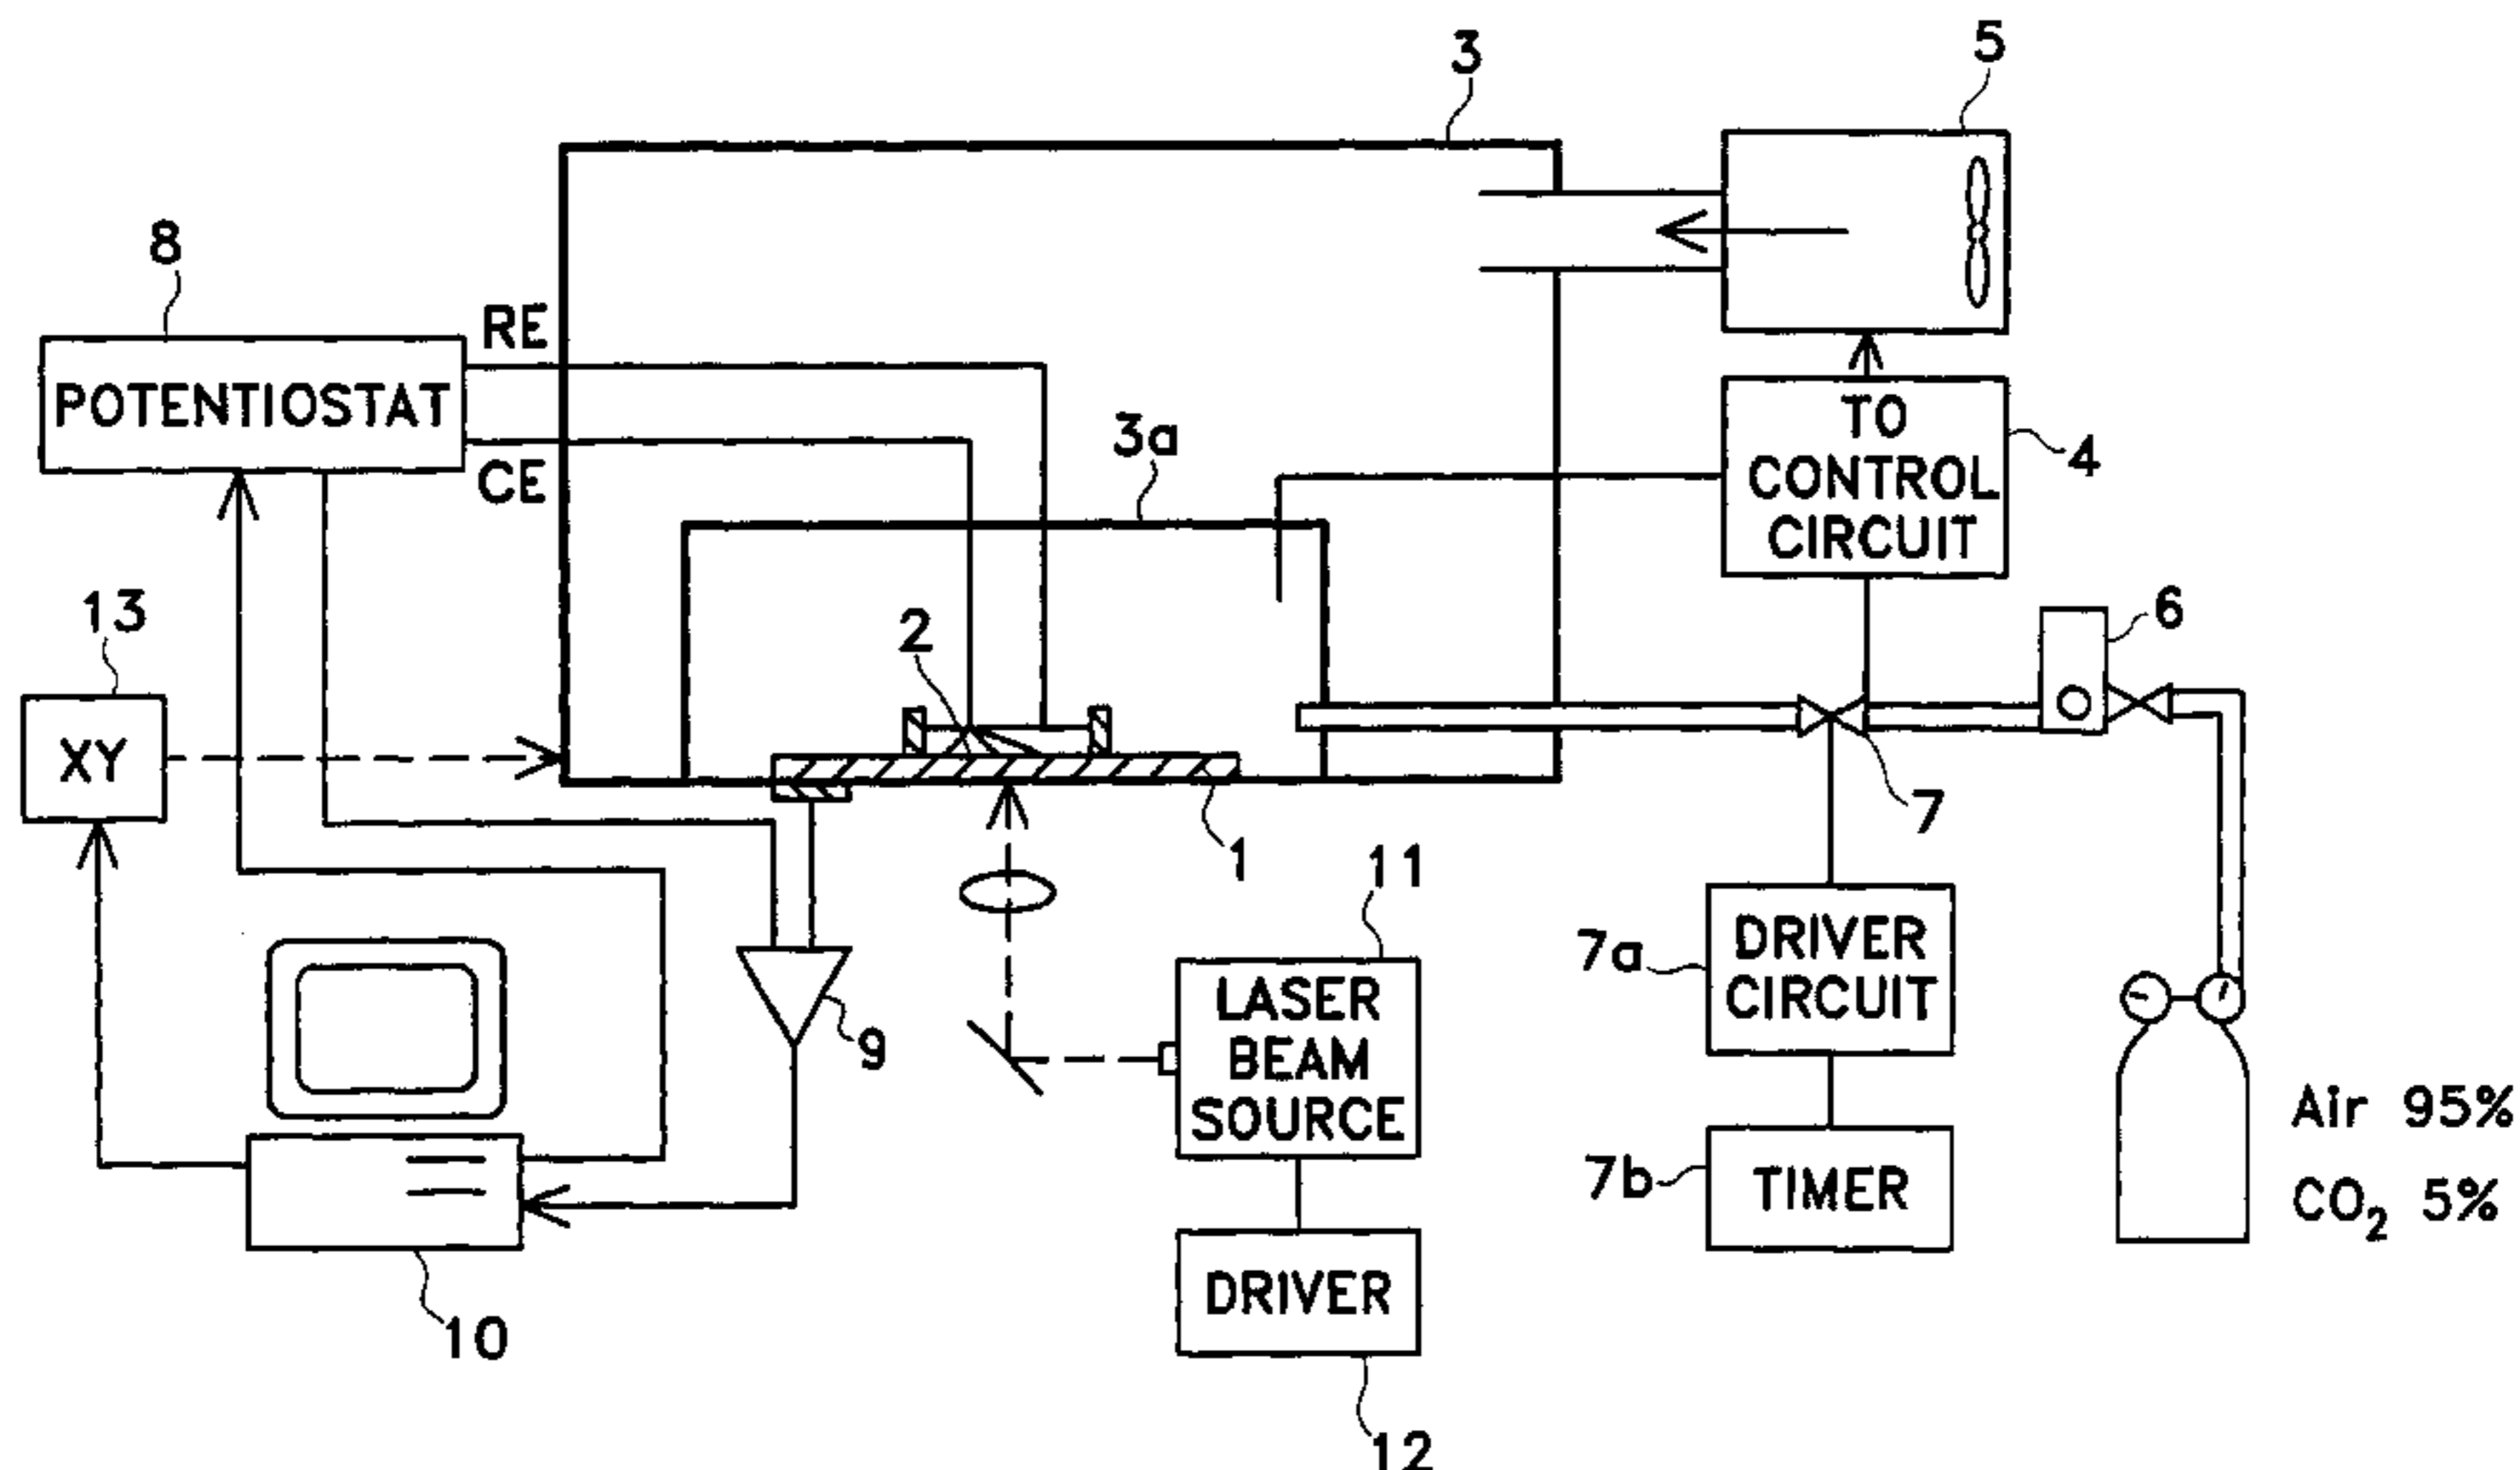 3
5
8
RE
POTENTIOSTAT
CE
3a
TO
CONTROL
CIRCUIT
4
13
2
6
XY
7
1
11
9
LASER
BEAM
SOURCE
7a
DRIVER
CIRCUIT
7b
TIMER
Air 95%
CO₂ 5%
10
DRIVER
12